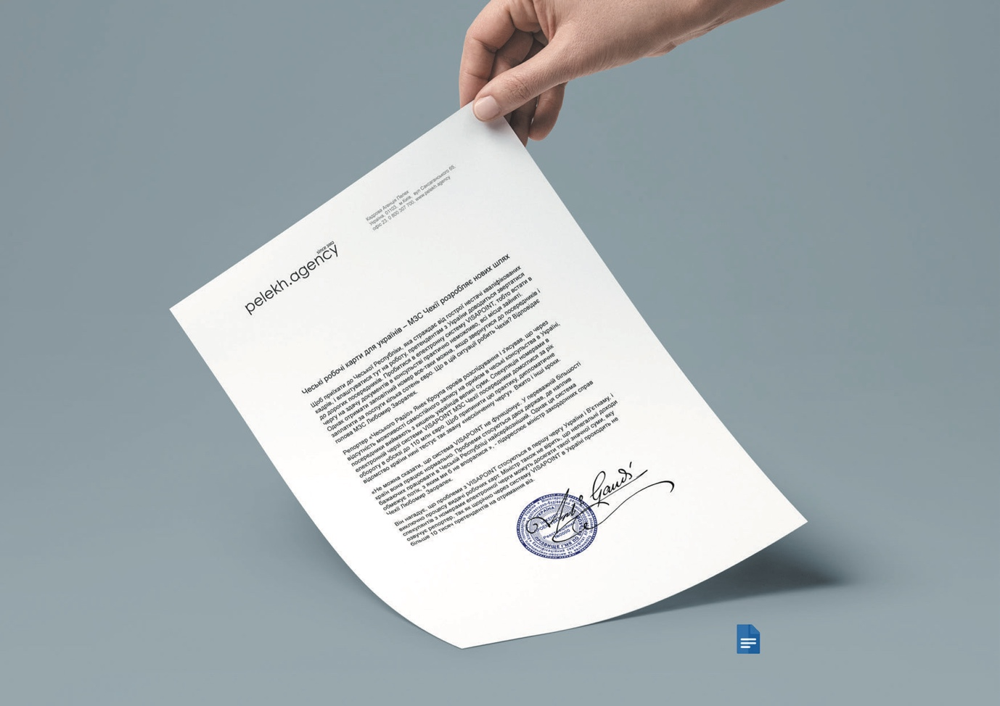 Кадрова Агенція Пелех
Україна, 01103, м.Київ, вул Саксаганського 65,
офіс 23, 0 800 307 700, www.pelekh.agency
since 2003
pelekh.agency
Чеські робочі карти для українів – МЗС Чехії розробляє нових шлях
Щоб приїхати до Чеської Республіки, яка страждає від гострої нестачі кваліфікованих
кадрів, і влаштуватися тут на роботу, претендентам з України доводиться звертатися
до дорогих посередників. Пробитися в електронну систему VISAPOINT, тобто встати в
чергу на здачу документів в консульстві практично неможливо, всі місця зайняті.
Однак отримати заповітний номер все-таки можна, якщо звернутися до посередників і
заплатити за послуги кілька сотень євро. Що в цій ситуації робить Чехія? Відповідає
голова МЗС Любомир Заоралек.
Репортер «Чеського Радіо» Янек Кроупа провів розслідування і з'ясував, що через
відсутність можливості самостійного запису на прийом в чеські консульства в Україні,
посередники виймають з кишень українців великі суми. Спекуляція номерами в
електронній черзі системи VISAPOINT МЗС Чехії посередники домоглися за рік
обороту в обсязі до 110 млн євро. Щоб припинити цю практику, дипломатичне
відомство країни нині тестує так звану «нескінченну чергу». Вжито і інші кроки.
«Не можна сказати, що система VISAPOINT не функціонує. У переважній більшості
країн вона працює нормально. Проблеми стосуються двох держав, де наплив
бажаючих працювати в Чеській Республіці найсерйозніший. Однак ця система
обмежує потік, з яким ми б не впоралися », - підкреслює міністр закордонних справ
Чехії Любомир Заоралек.
Він нагадує, що проблеми з VISAPOINT стосуються в першу чергу України і В'єтнаму, і
виключно процесу видачі робочих карт. Міністр також не вірить, що нелегальні доходи
спекулянтів з номерами електронної черги можуть досягати такої значної суми, яку
озвучує репортер, так як щорічно через систему VISAPOINT в Україні проходить не
більше 10 тисяч претендентів на отримання віз.